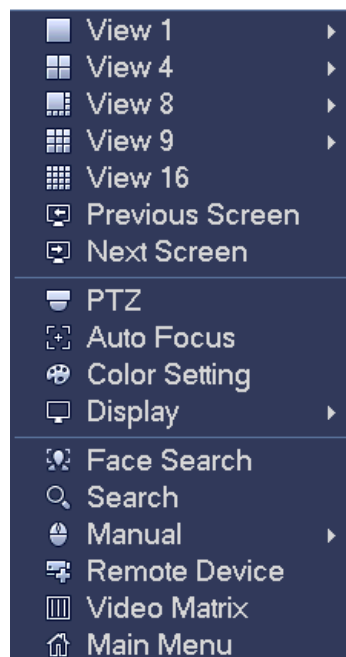 View 1
View 4
View 8
View 9
View 16
Previous Screen
Next Screen
PTZ
Auto Focus
Color Setting
Display
Face Search
Search
Manual
Remote Device
Video Matrix
Main Menu